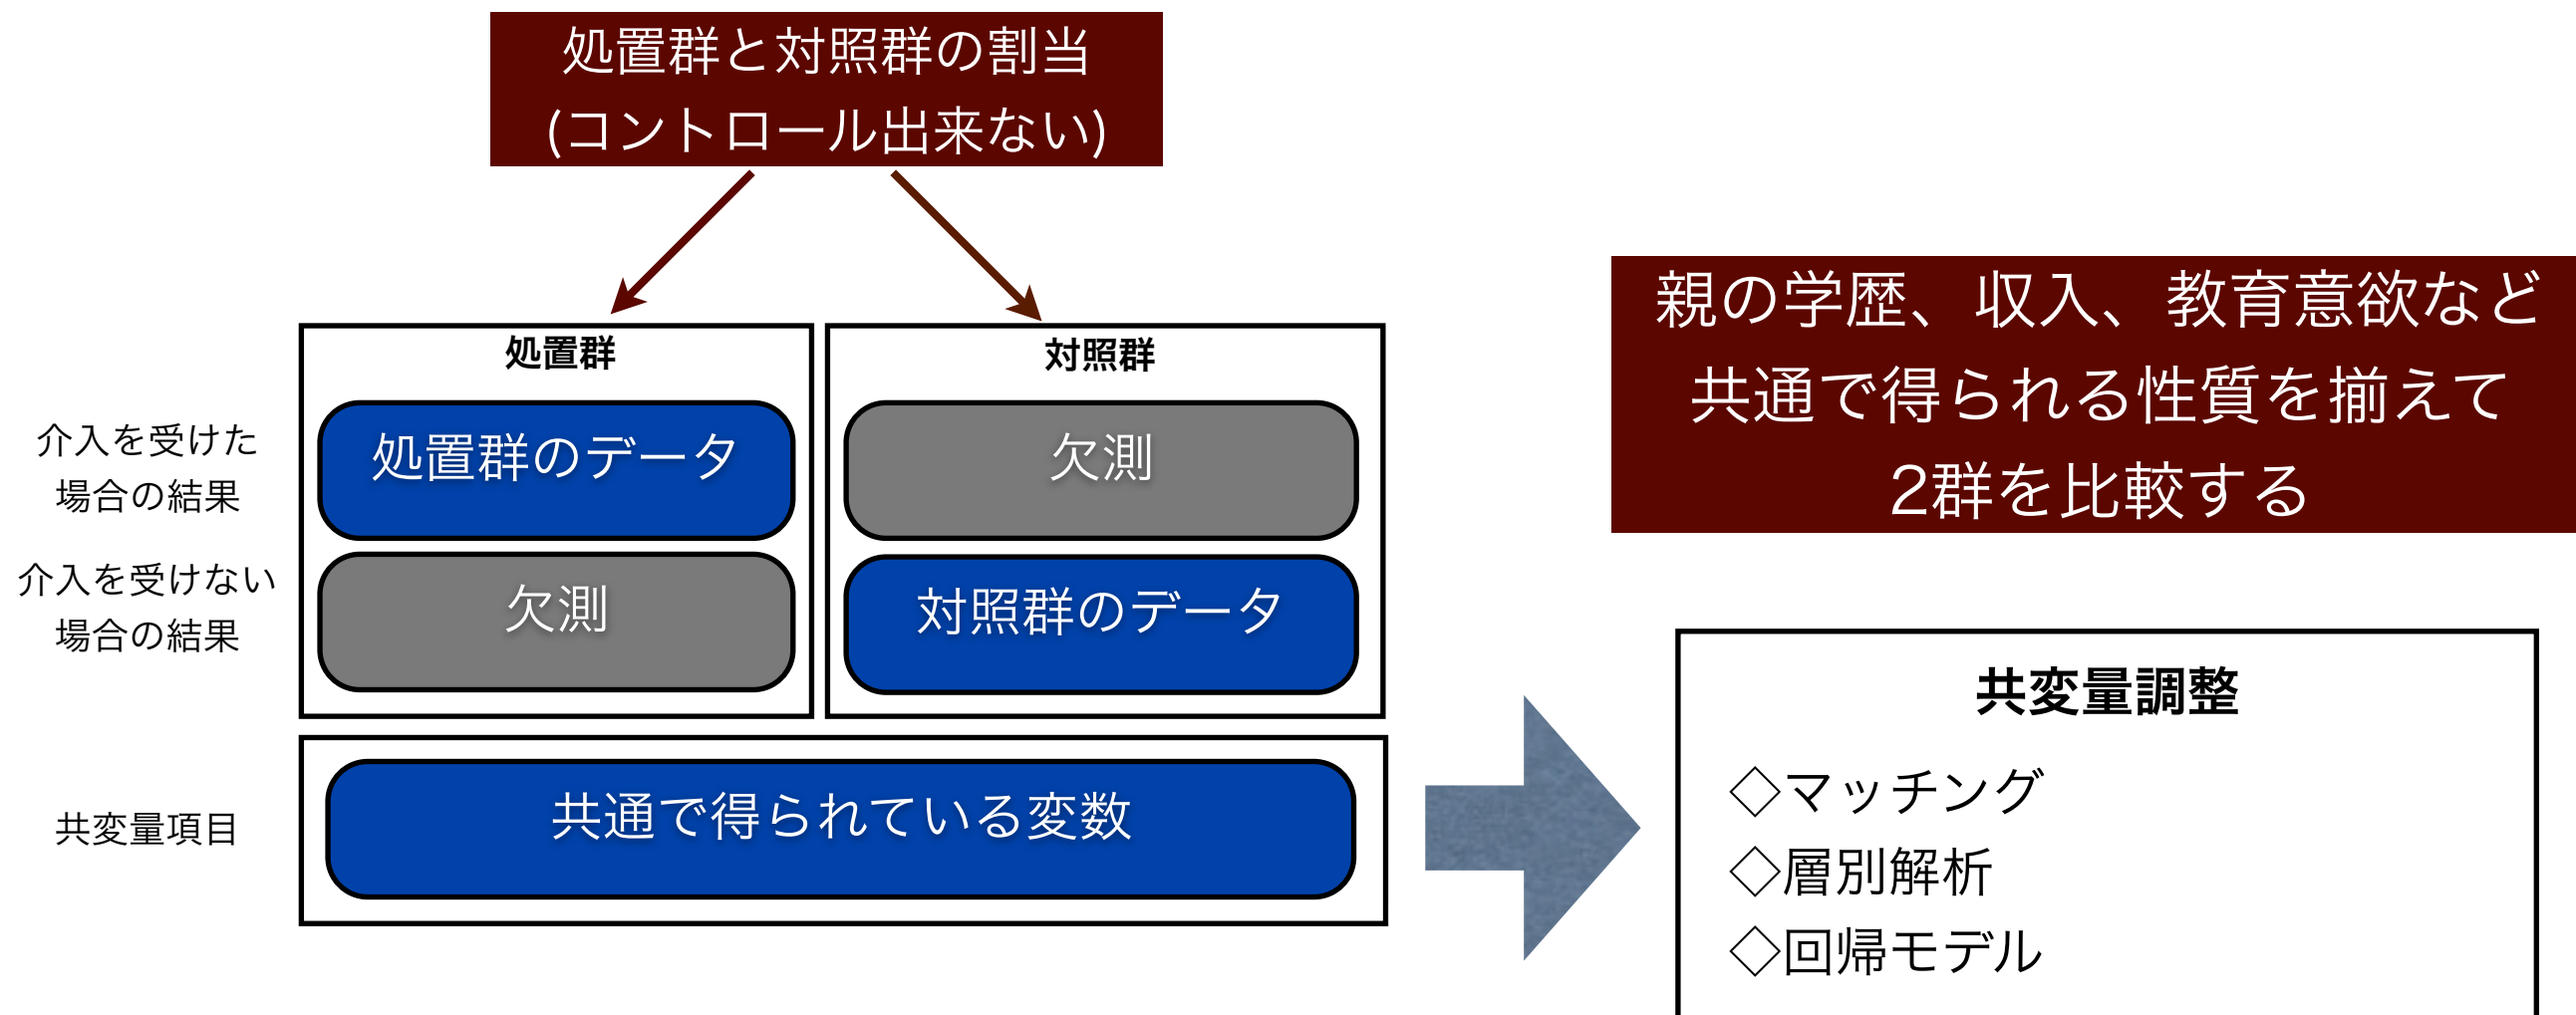 処置群と対照群の割当
(コントロール出来ない)
処置群
対照群
介入を受けた
場合の結果
処置群のデータ
欠測
介入を受けない
場合の結果
欠測
対照群のデータ
共変量項目
共通で得られている変数
親の学歴、収入、教育意欲など
共通で得られる性質を揃えて
2群を比較する
共変量調整
◇マッチング
◇層別解析
◇回帰モデル